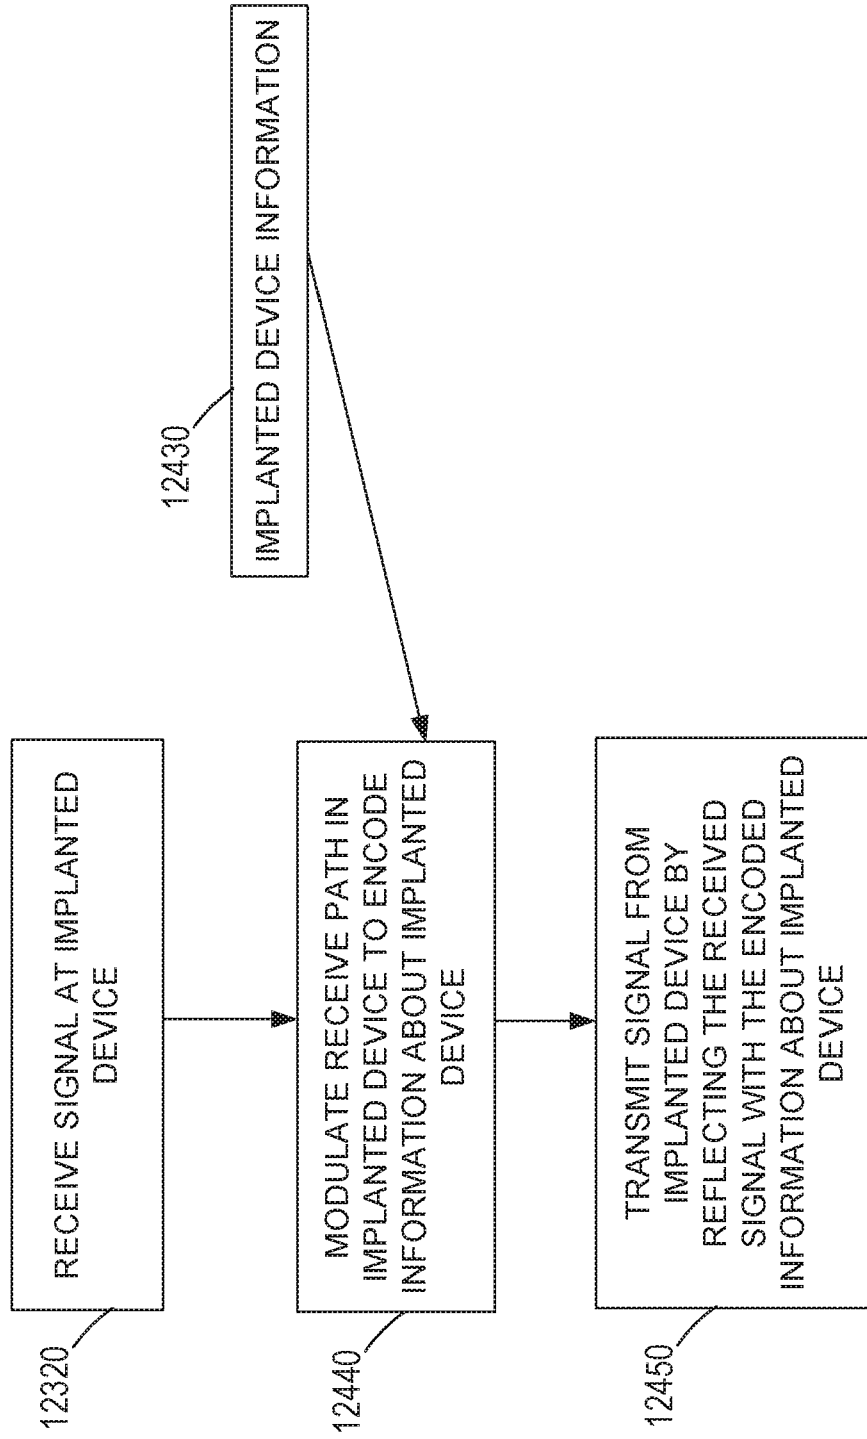 12320
RECEIVE SIGNAL AT IMPLANTED
DEVICE
12430
IMPLANTED DEVICE INFORMATION
12440
MODULATE RECEIVE PATH IN
IMPLANTED DEVICE TO ENCODE
INFORMATION ABOUT IMPLANTED
DEVICE
12450
TRANSMIT SIGNAL FROM
IMPLANTED DEVICE BY
REFLECTING THE RECEIVED
SIGNAL WITH THE ENCODED
INFORMATION ABOUT IMPLANTED
DEVICE